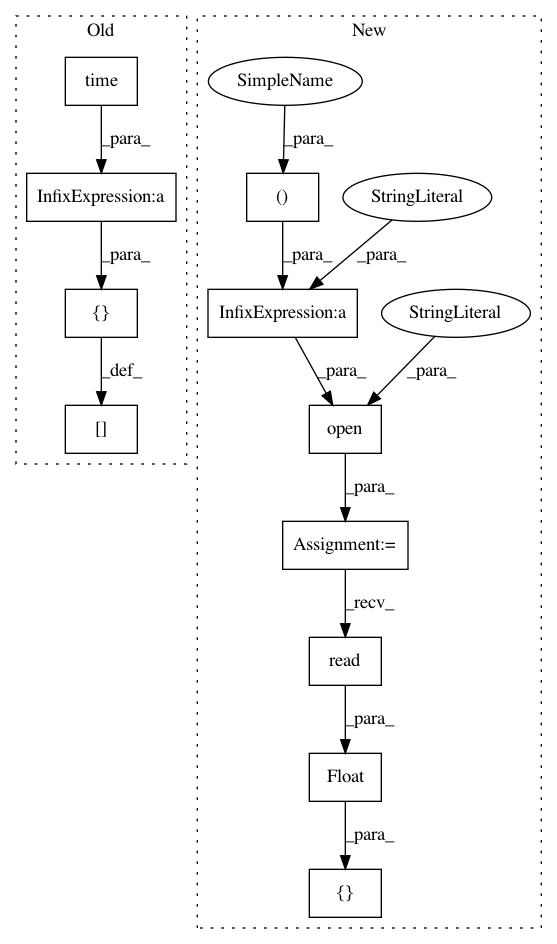 Old
New
time
SimpleName
_para_
_para_
InfixExpression:a
()
StringLiteral
_para_
_para_
_para_
{}
InfixExpression:a
StringLiteral
_def_
_para_
_para_
[]
open
_para_
Assignment:=
_recv_
read
_para_
Float
_para_
{}